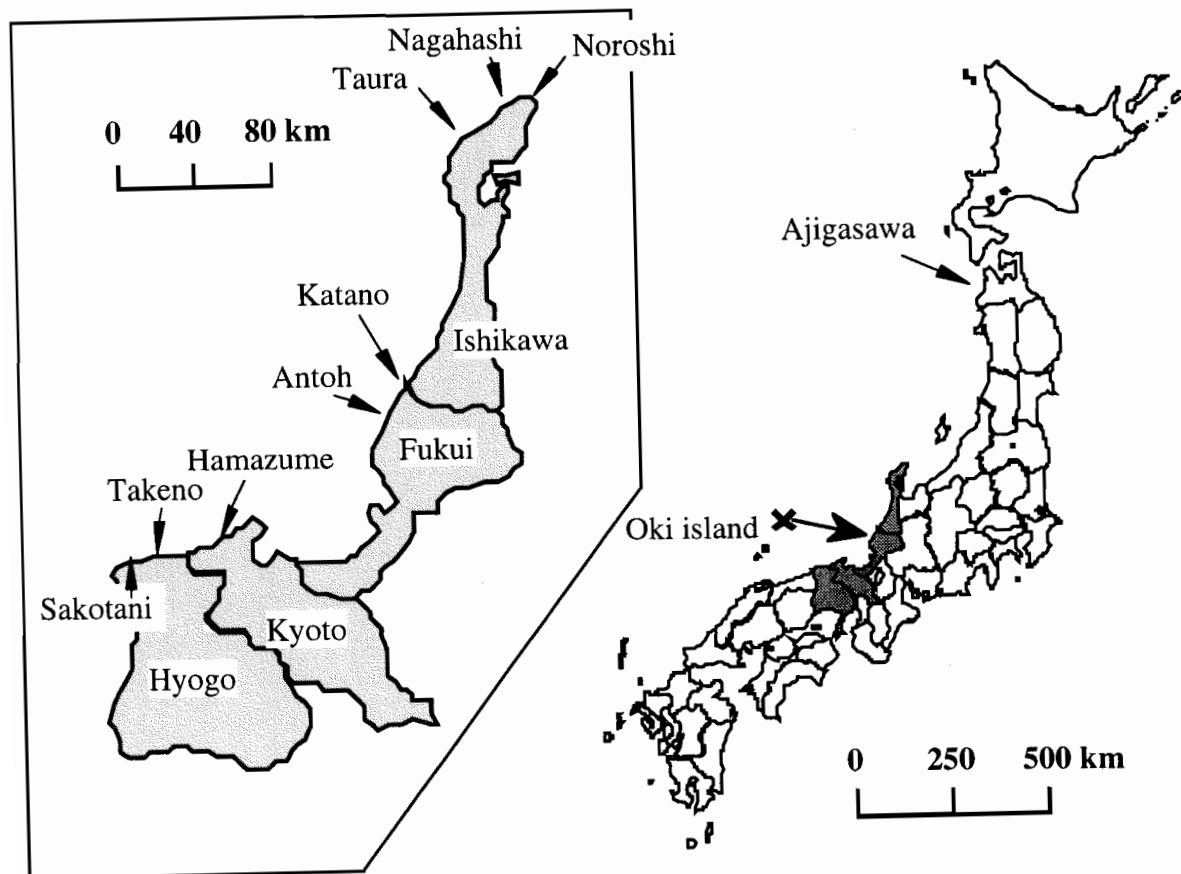 Nagahashi
Noroshi
Taura
0 40 80 km
Katano
Ishikawa
Antoh
Fukui
Hamazume
Takeno
Sakotani
Kyoto
Hyogo
Ajigasawa
Oki island
0 250 500 km